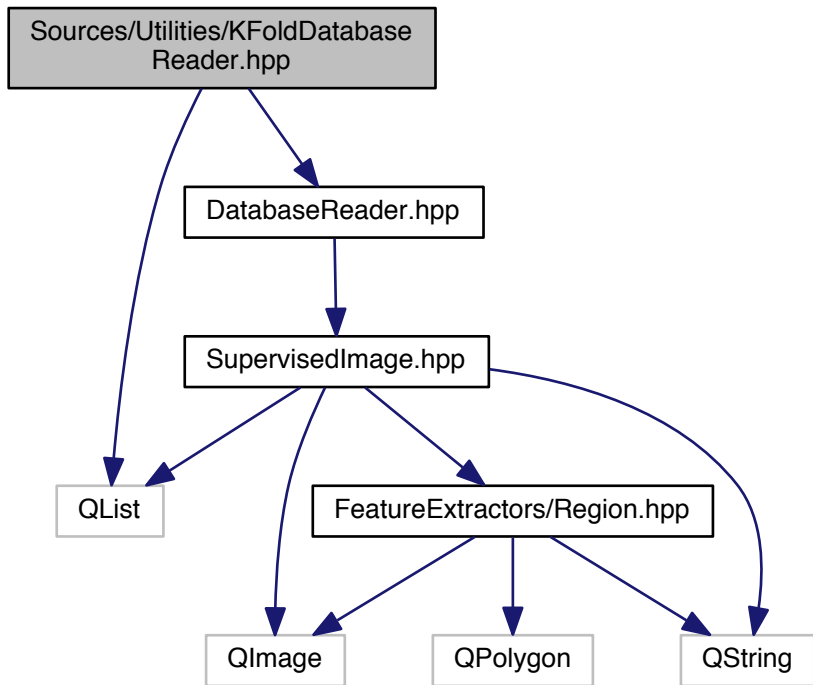 Sources/Utilities/KFoldDatabase
Reader.hpp
DatabaseReader.hpp
SupervisedImage.hpp
QList
FeatureExtractors/Region.hpp
QImage
QPolygon
QString